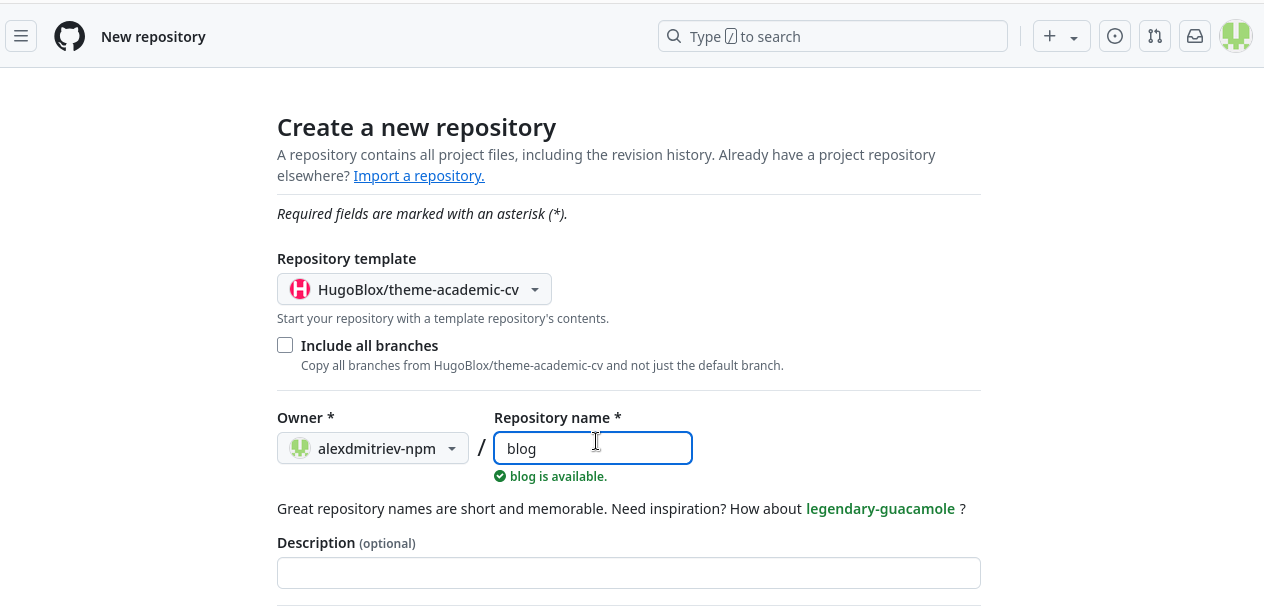 New repository
Type / to search
Create a new repository
A repository contains all project files, including the revision history. Already have a project repository
elsewhere? Import a repository.
Required fields are marked with an asterisk (*).
Repository template
HugoBlox/theme-academic-cv
Start your repository with a template repository's contents.
Include all branches
Copy all branches from HugoBlox/theme-academic-cv and not just the default branch.
Owner * Repository name *
alexdmitriev-npm / blog
blog is available.
Great repository names are short and memorable. Need inspiration? How about legendary-guacamole ?
Description (optional)